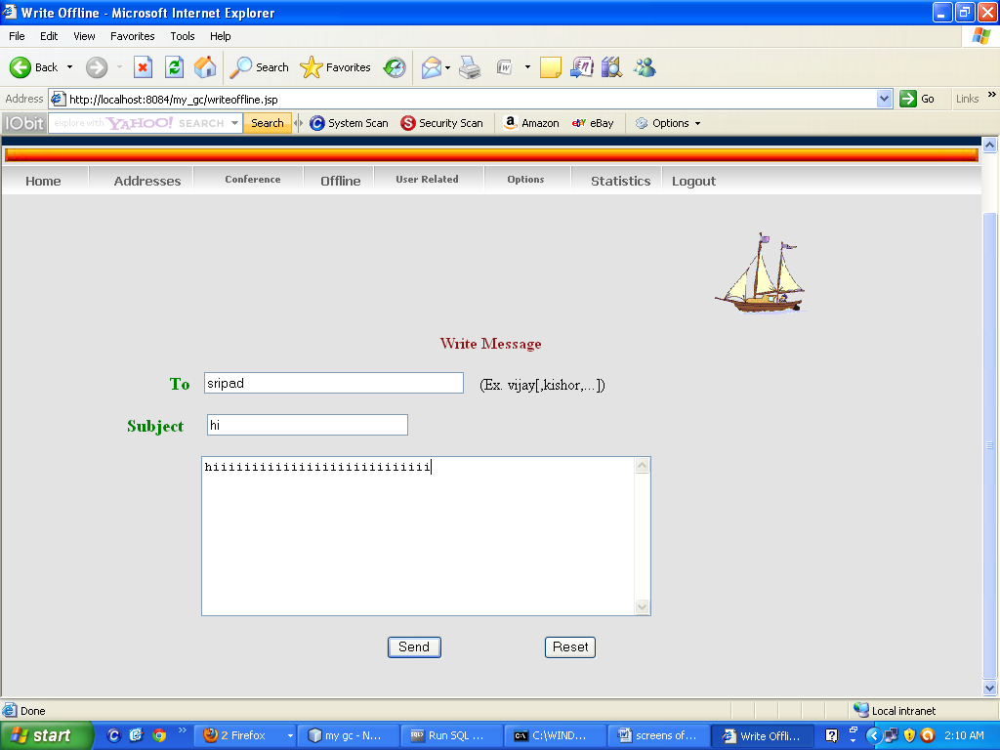 Write Offline - Microsoft Internet Explorer
File Edit View Favorites Tools Help
Back Search Favorites
Address http://localhost:8084/my_gc/writeoffline.jsp Go Links »
IObit explore with YAHOO! SEARCH Search System Scan Security Scan Amazon eBay Options
Home Addresses Conference Offline User Related Options Statistics Logout
Write Message
To sripad (Ex. vijay[,kishor,...])
Subject hi
hiiiiiiiiiiiiiiiiiiiiiiiiiiii
Send Reset
Done Local intranet
start 2 Firefox my gc - N... Run SQL ... C:\WIND... screens of... Write Offli... 2:10 AM